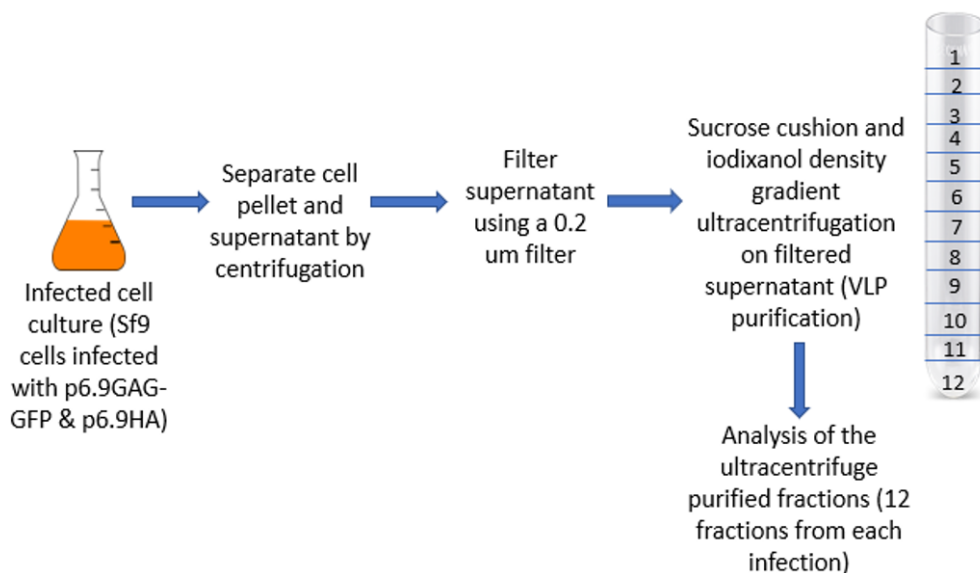 Infected cell
culture (Sf9
cells infected
with p6.9GAG-
GFP & p6.9HA)
Separate cell
pellet and
supernatant by
centrifugation
Filter
supernatant
using a 0.2
um filter
Sucrose cushion and
iodixanol density
gradient
ultracentrifugation
on filtered
supernatant (VLP
purification)
Analysis of the
ultracentrifuge
purified fractions (12
fractions from each
infection)
1
2
3
4
5
6
7
8
9
10
11
12